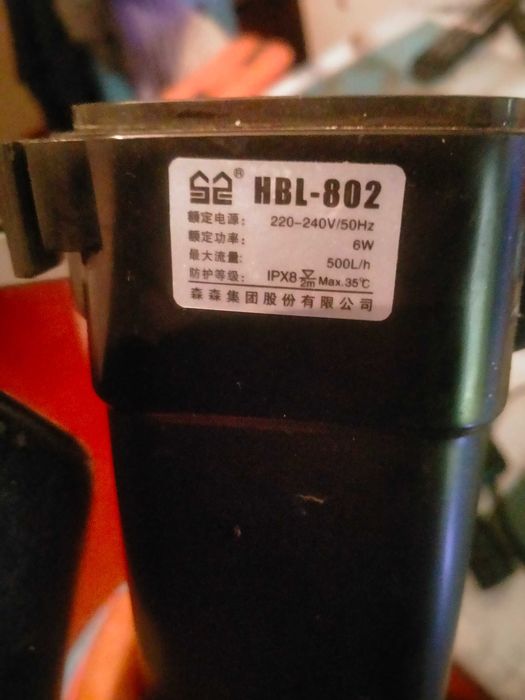 ® HBL-802
额定电源: 220-240V/50Hz
额定功率: 6W
最大流量: 500L/h
防护等级: IPX8 2m Max.35℃
森森集团股份有限公司